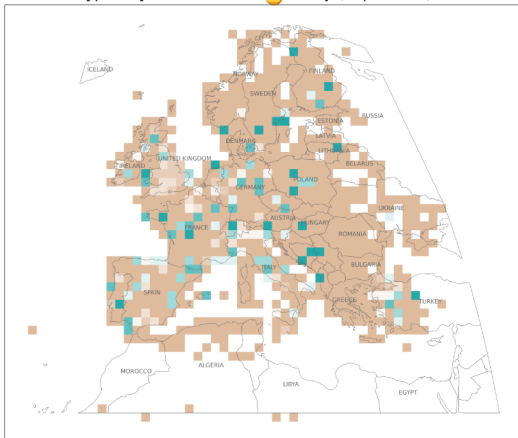 ICELAND
NORWAY
FINLAND
SWEDEN
ESTONIA
RUSSIA
LATVIA
LITHUANIA
DENMARK
BELARUS
UNITED KINGDOM
IRELAND
POLAND
GERMANY
UKRAINE
AUSTRIA
HUNGARY
FRANCE
ROMANIA
ITALY
BULGARIA
SPAIN
GREECE
TURKEY
ALGERIA
MOROCCO
LIBYA
EGYPT